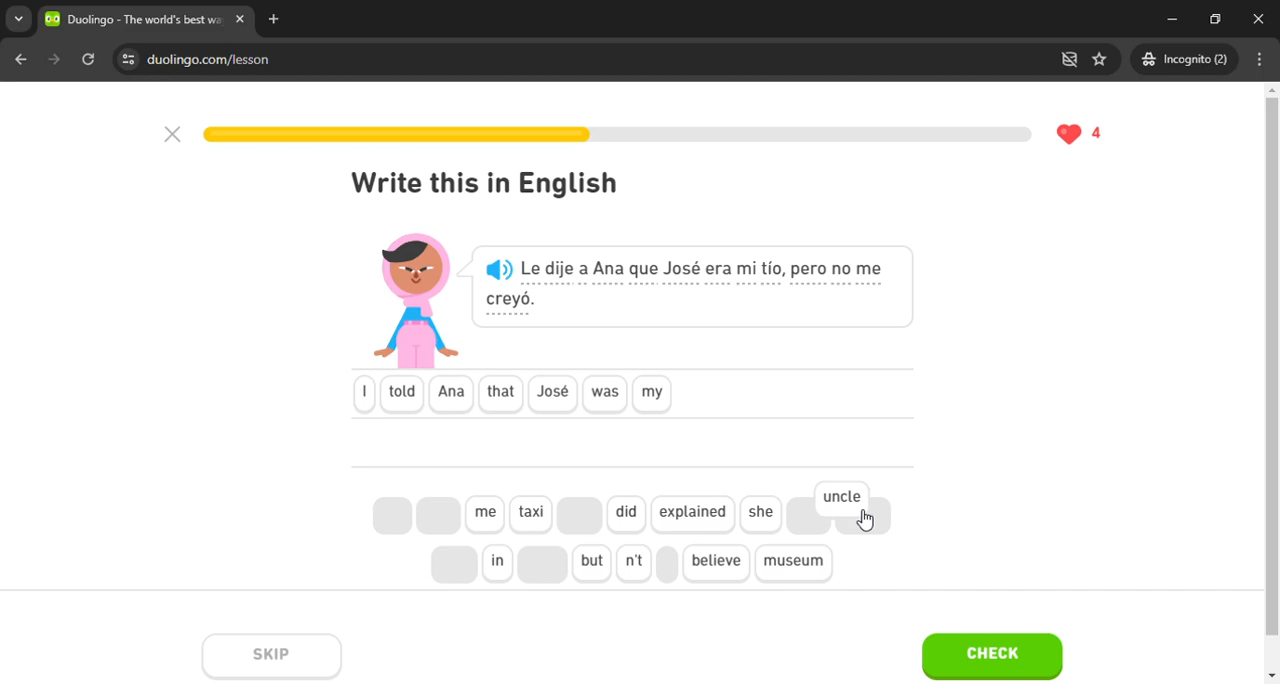 Duolingo - The world's best wa
duolingo.com/lesson
Incognito (2)
4
Write this in English
Le dije a Ana que José era mi tío, pero no me
creyó.
I told Ana that José was my
uncle
me taxi did explained she
in but n't believe museum
SKIP
CHECK